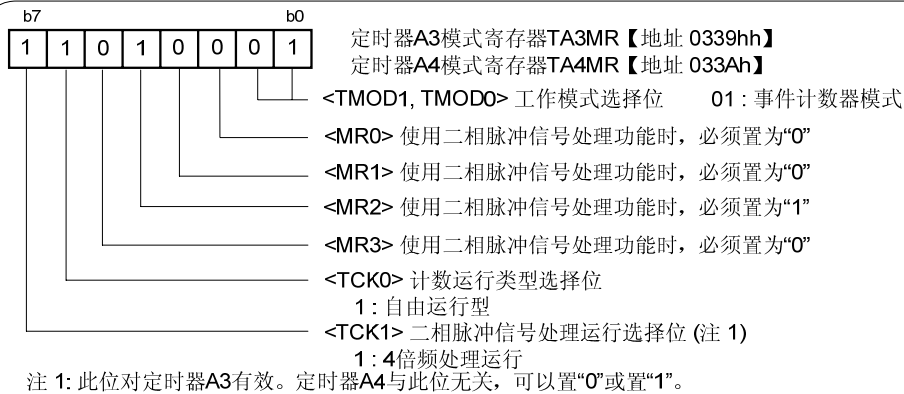 b7 b0
1 1 0 1 0 0 0 1
定时器A3模式寄存器TA3MR【地址 0339hh】
定时器A4模式寄存器TA4MR【地址 033Ah】
<TMOD1, TMOD0> 工作模式选择位 01 : 事件计数器模式
<MR0> 使用二相脉冲信号处理功能时，必须置为“0”
<MR1> 使用二相脉冲信号处理功能时，必须置为“0”
<MR2> 使用二相脉冲信号处理功能时，必须置为“1”
<MR3> 使用二相脉冲信号处理功能时，必须置为“0”
<TCK0> 计数运行类型选择位
1 : 自由运行型
<TCK1> 二相脉冲信号处理运行选择位 (注 1)
1 : 4倍频处理运行
注 1: 此位对定时器A3有效。定时器A4与此位无关，可以置“0”或置“1”。